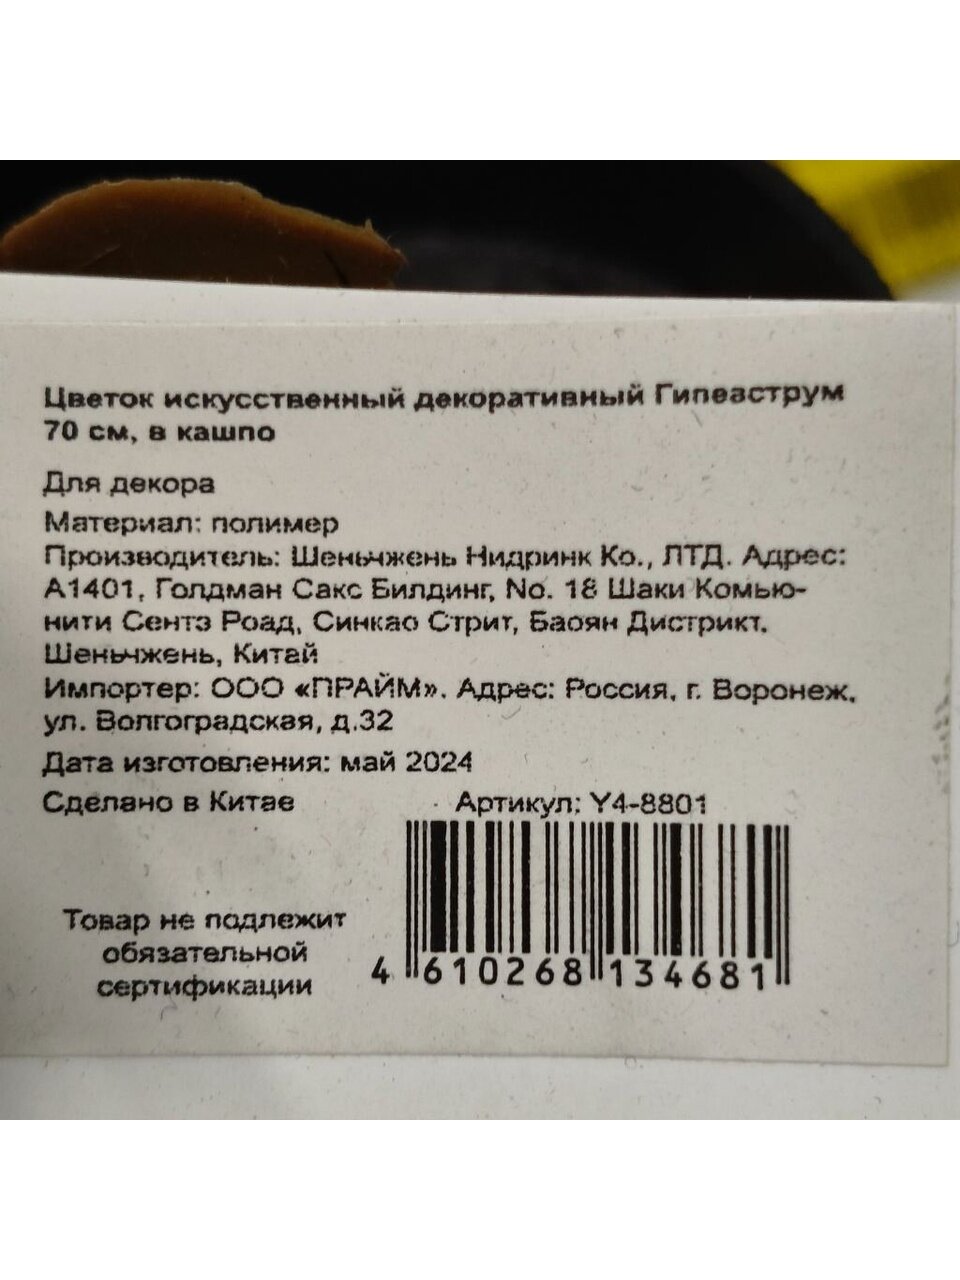 Цветок искусственный декоративный Гипеаструм
70 см, в кашпо
Для декора
Материал: полимер
Производитель: Шеньчжень Нидринк Ко., ЛТД. Адрес:
А1401, Голдман Сакс Билдинг, No. 18 Шаки Комью-
нити Сентэ Роад, Синкао Стрит, Баоян Дистрикт.
Шеньчжень, Китай
Импортер: ООО «ПРАЙМ». Адрес: Россия, г. Воронеж,
ул. Волгоградская, д.32
Дата изготовления: май 2024
Сделано в Китае Артикул: Y4-8801
Товар не подлежит
обязательной
сертификации
4 610268 134681